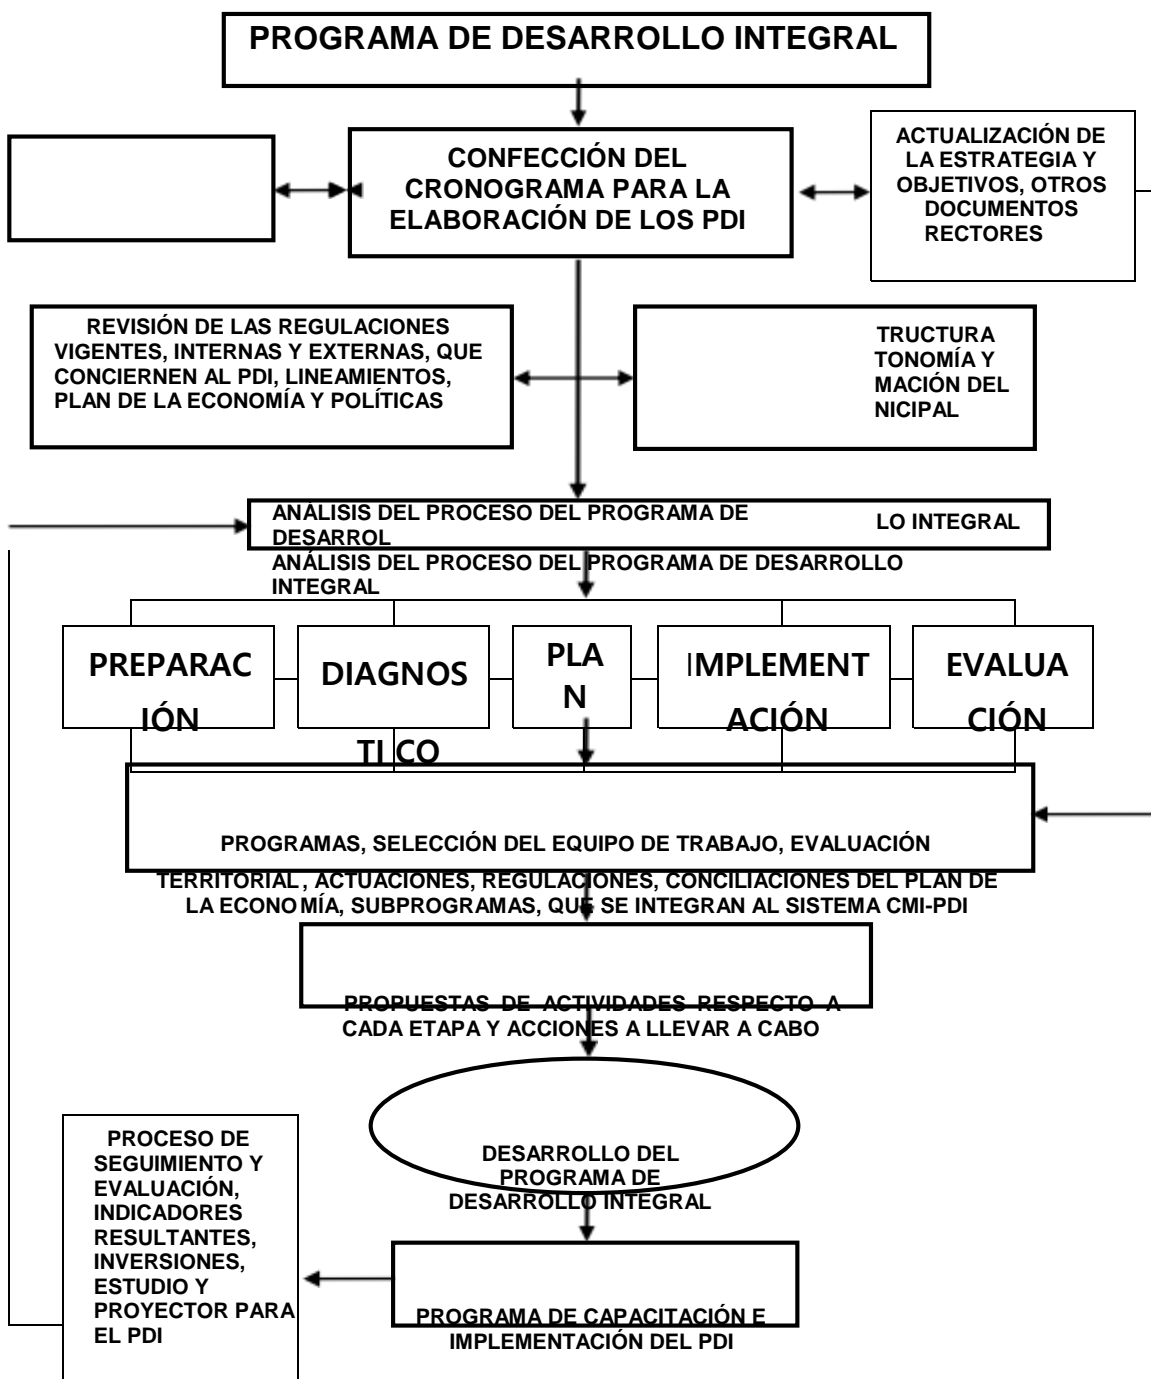 PROGRAMA DE DESARROLLO INTEGRAL
CONFECCIÓN DEL
CRONOGRAMA PARA LA
ELABORACIÓN DE LOS PDI
ACTUALIZACIÓN DE
LA ESTRATEGIA Y
OBJETIVOS, OTROS
DOCUMENTOS
RECTORES
REVISIÓN DE LAS REGULACIONES
VIGENTES, INTERNAS Y EXTERNAS, QUE
CONCIERNEN AL PDI, LINEAMIENTOS,
PLAN DE LA ECONOMÍA Y POLÍTICAS
TRUCTURA
TONOMÍA Y
MACIÓN DEL
NICIPAL
ANÁLISIS DEL PROCESO DEL PROGRAMA DE LO INTEGRAL
DESARROL
ANÁLISIS DEL PROCESO DEL PROGRAMA DE DESARROLLO
INTEGRAL
PREPARAC
IÓN
DIAGNOS
TI CO
PLA
N
IMPLEMENT
ACIÓN
EVALUA
CIÓN
PROGRAMAS, SELECCIÓN DEL EQUIPO DE TRABAJO, EVALUACIÓN
TERRITORIAL, ACTUACIONES, REGULACIONES, CONCILIACIONES DEL PLAN DE
LA ECONOMÍA, SUBPROGRAMAS, QUE SE INTEGRAN AL SISTEMA CMI-PDI
PROPUESTAS DE ACTIVIDADES RESPECTO A
CADA ETAPA Y ACCIONES A LLEVAR A CABO
DESARROLLO DEL
PROGRAMA DE
DESARROLLO INTEGRAL
PROCESO DE
SEGUIMIENTO Y
EVALUACIÓN,
INDICADORES
RESULTANTES,
INVERSIONES,
ESTUDIO Y
PROYECTOR PARA
EL PDI
PROGRAMA DE CAPACITACIÓN E
IMPLEMENTACIÓN DEL PDI